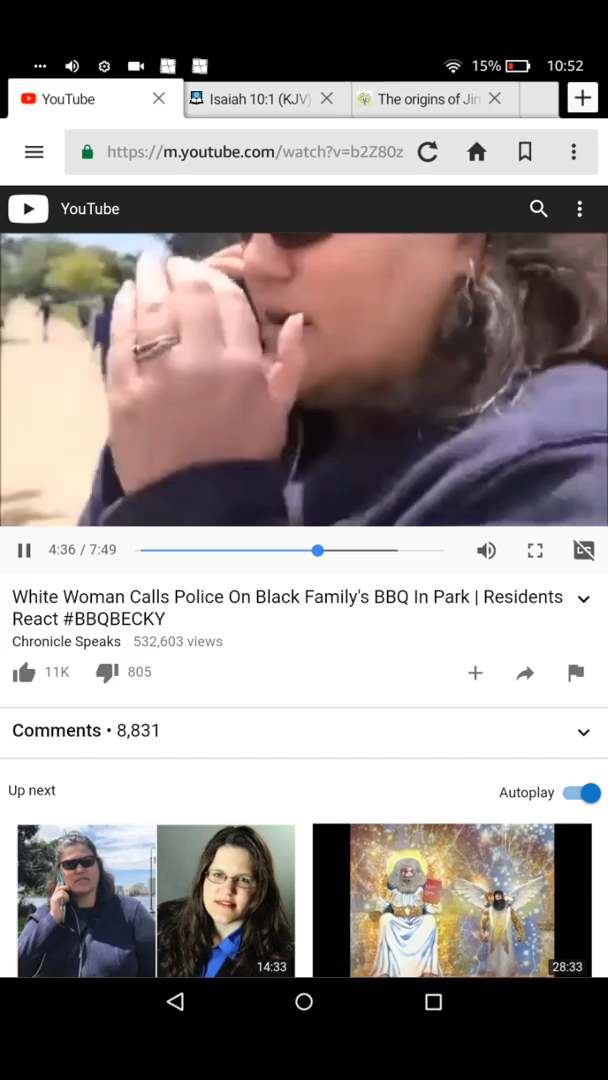 15% 10:52
YouTube Isaiah 10:1 (KJV) The origins of Jin
https://m.youtube.com/watch?v=b2Z80z
YouTube
4:36 / 7:49
White Woman Calls Police On Black Family's BBQ In Park | Residents
React #BBQBECKY
Chronicle Speaks 532,603 views
11K 805
Comments • 8,831
Up next Autoplay
14:33 28:33